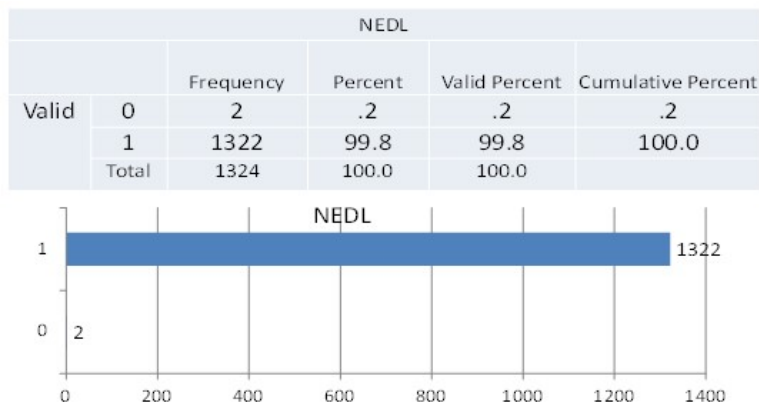 NEDL
Frequency Percent Valid Percent Cumulative Percent
Valid 0 2 .2 .2 .2
1 1322 99.8 99.8 100.0
Total 1324 100.0 100.0
NEDL
1 1322
0 2
0 200 400 600 800 1000 1200 1400